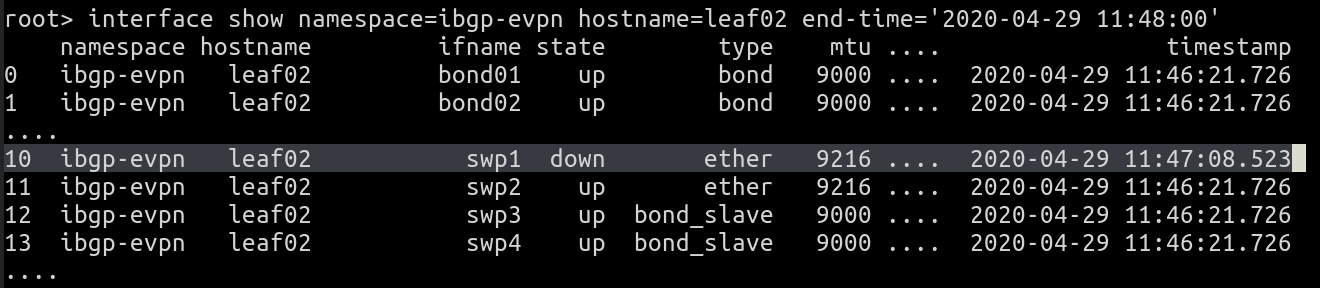 root> interface show namespace=ibgp-evpn hostname=leaf02 end-time='2020-04-29 11:48:00'
namespace hostname ifname state type mtu .... timestamp
0 ibgp-evpn leaf02 bond01 up bond 9000 .... 2020-04-29 11:46:21.726
1 ibgp-evpn leaf02 bond02 up bond 9000 .... 2020-04-29 11:46:21.726
....
10 ibgp-evpn leaf02 swp1 down ether 9216 .... 2020-04-29 11:47:08.523
11 ibgp-evpn leaf02 swp2 up ether 9216 .... 2020-04-29 11:46:21.726
12 ibgp-evpn leaf02 swp3 up bond_slave 9000 .... 2020-04-29 11:46:21.726
13 ibgp-evpn leaf02 swp4 up bond_slave 9000 .... 2020-04-29 11:46:21.726
....